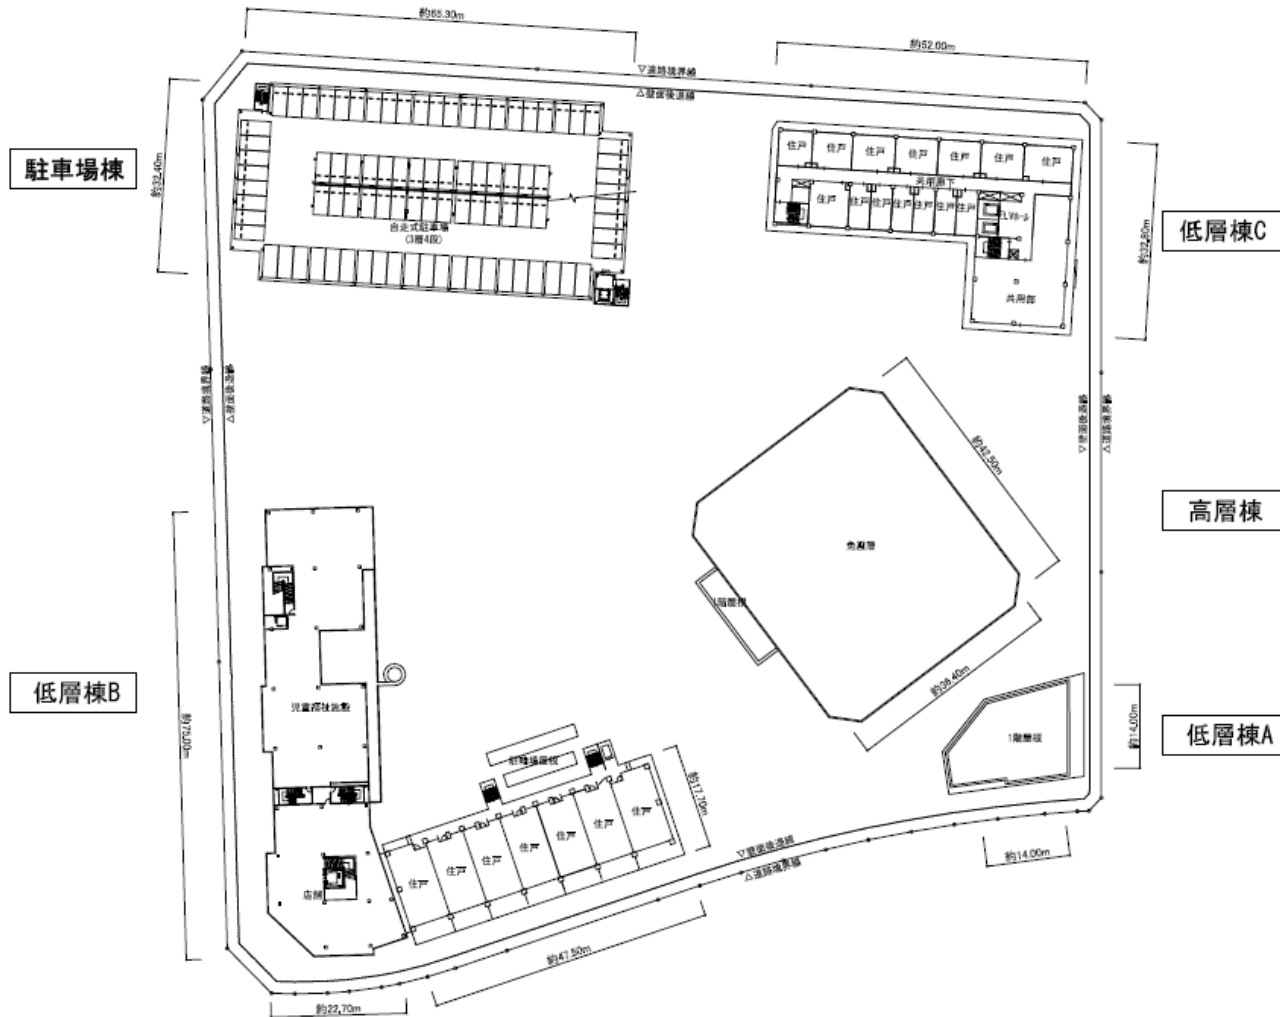 約65.30m
約52.00m
▽道路境界線
△壁面後退線
駐車場棟
約32.40m
自走式駐車場
(3層4段)
住戸
住戸
住戸
住戸
住戸
住戸
住戸
共用廊下
住戸
住戸
住戸
住戸
住戸
住戸
住戸
ELVホール
共用部
低層棟C
約32.80m
▽道路境界線
△壁面後退線
▽壁面後退線
△道路境界線
約42.50m
高層棟
免震層
1階屋根
約36.40m
低層棟B
約75.00m
児童福祉施設
店舗
駐輪場屋根
住戸
住戸
住戸
住戸
住戸
住戸
住戸
約17.70m
1階屋根
約14.00m
低層棟A
▽壁面後退線
△道路境界線
約14.00m
約47.50m
約22.70m